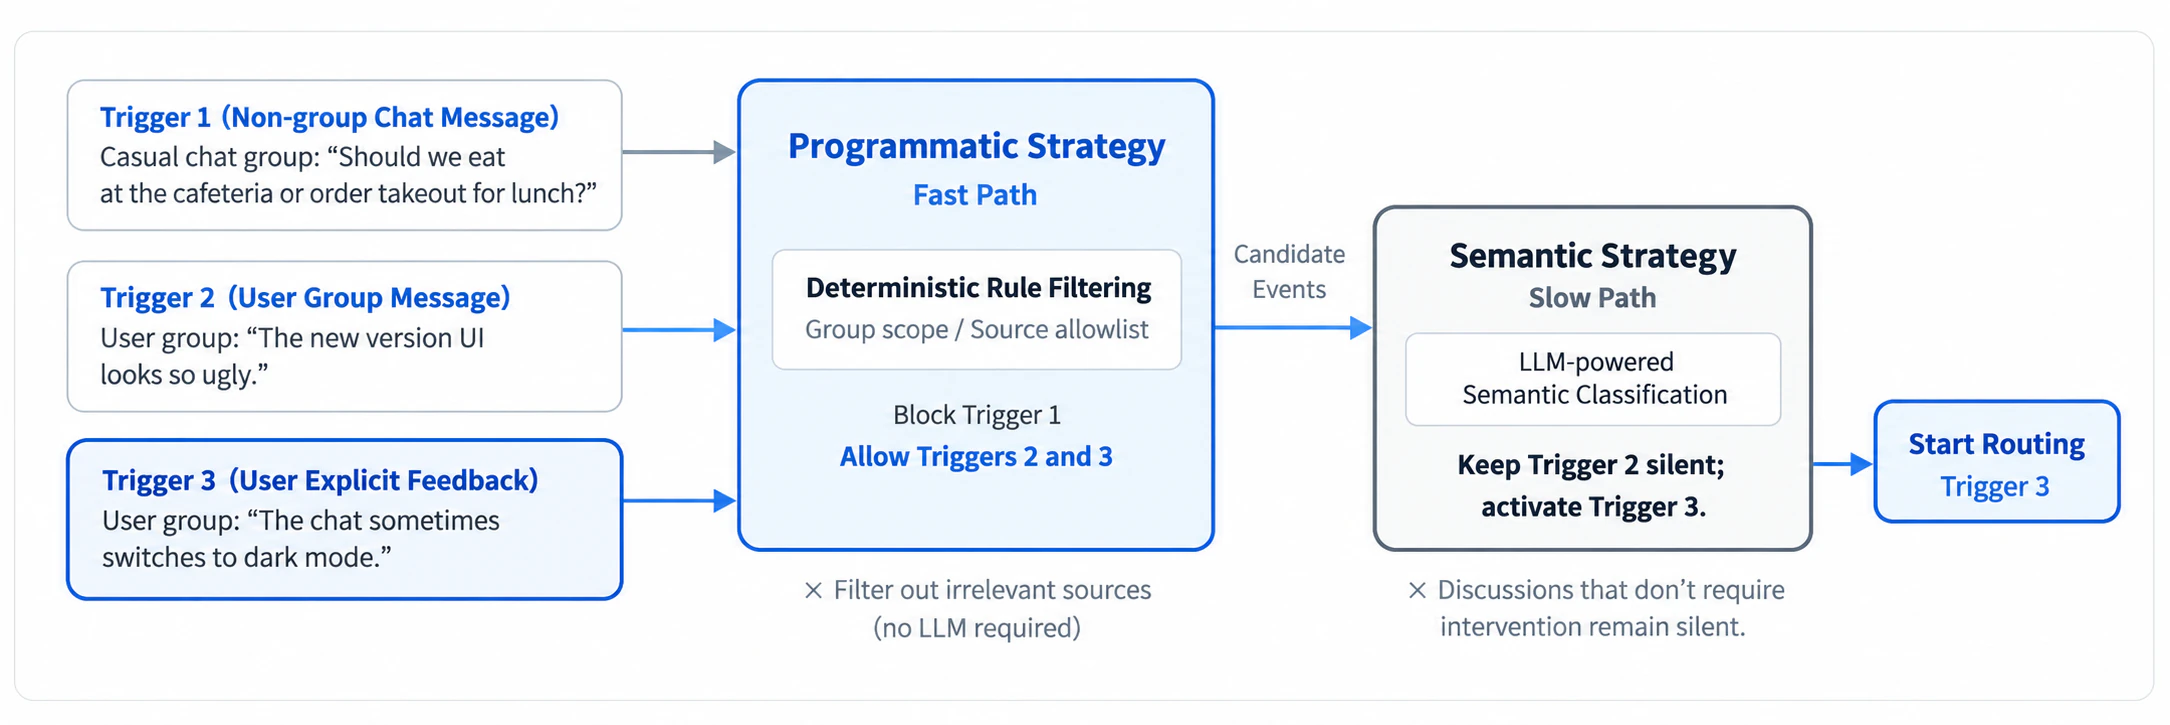 Trigger 1 (Non-group Chat Message)
Casual chat group: “Should we eat
at the cafeteria or order takeout for lunch?”
Trigger 2 (User Group Message)
User group: “The new version UI
looks so ugly.”
Trigger 3 (User Explicit Feedback)
User group: “The chat sometimes
switches to dark mode.”
Programmatic Strategy
Fast Path
Deterministic Rule Filtering
Group scope / Source allowlist
Block Trigger 1
Allow Triggers 2 and 3
× Filter out irrelevant sources
(no LLM required)
Candidate
Events
Semantic Strategy
Slow Path
LLM-powered
Semantic Classification
Keep Trigger 2 silent;
activate Trigger 3.
× Discussions that don’t require
intervention remain silent.
Start Routing
Trigger 3